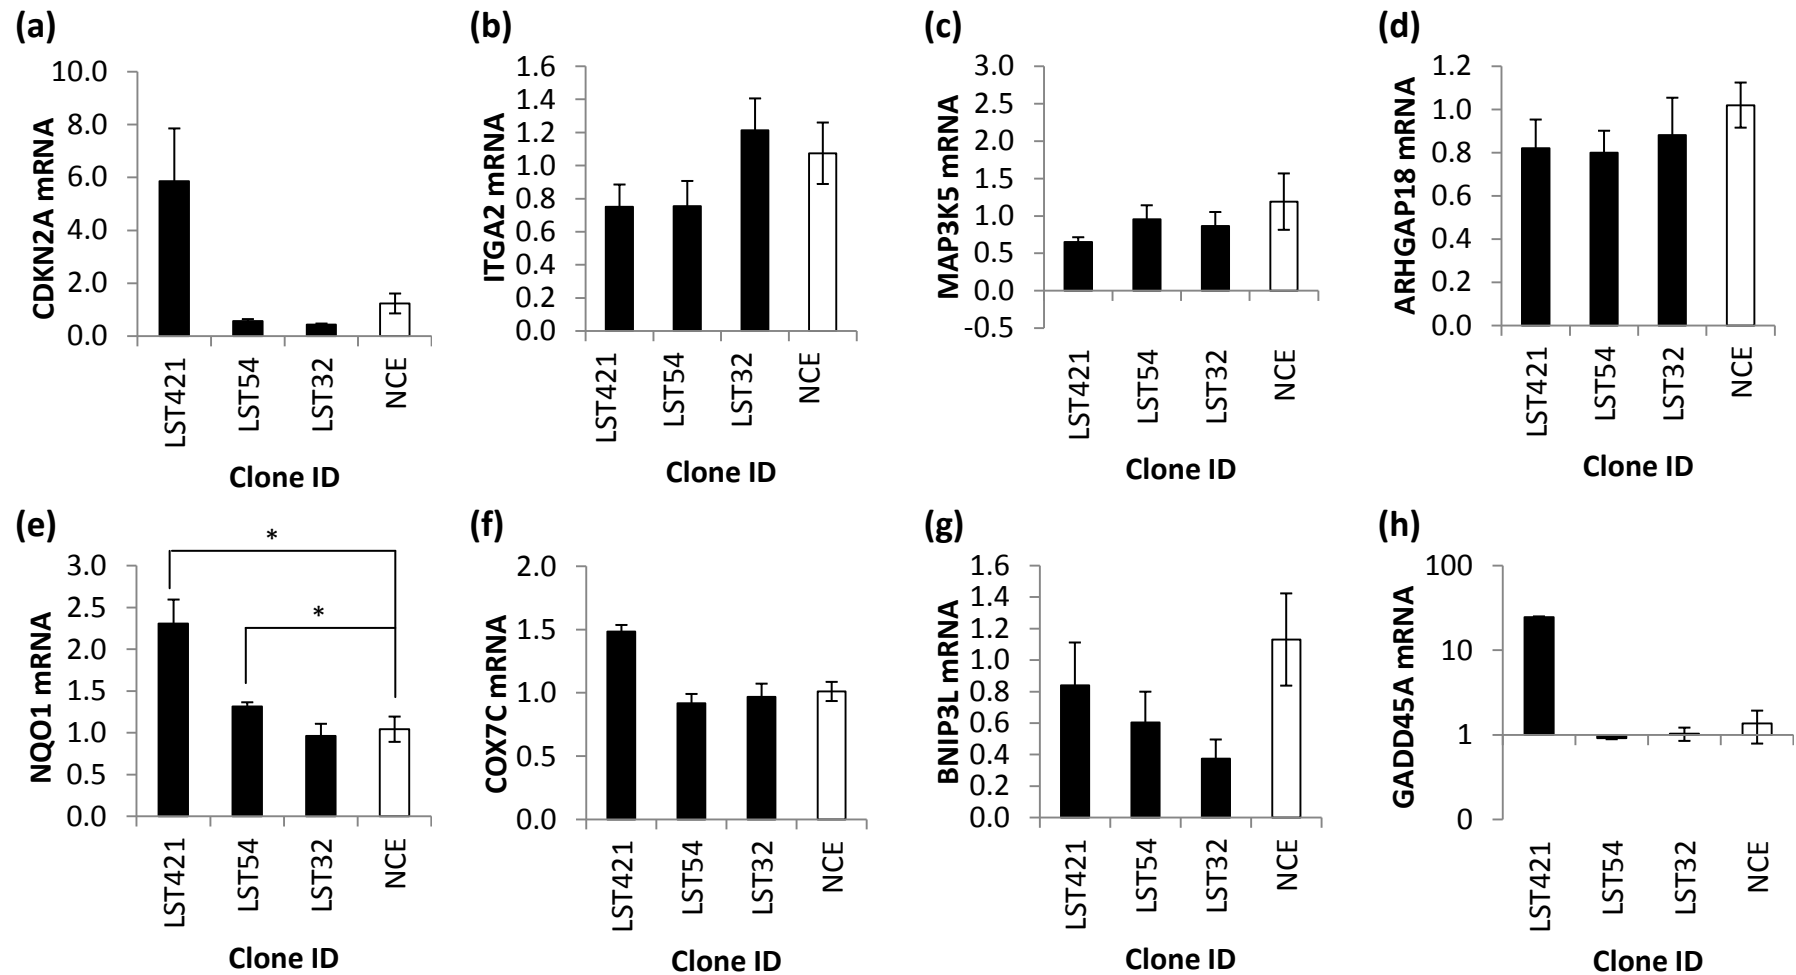 (a)
CDKN2A mRNA
10.0
8.0
6.0
4.0
2.0
0.0
LST421
LST54
LST32
NCE
Clone ID
(b)
ITGA2 mRNA
1.6
1.4
1.2
1.0
0.8
0.6
0.4
0.2
0.0
LST421
LST54
LST32
NCE
Clone ID
(c)
MAP3K5 mRNA
3.0
2.5
2.0
1.5
1.0
0.5
0.0
-0.5
LST421
LST54
LST32
NCE
Clone ID
(d)
ARHGAP18 mRNA
1.2
1.0
0.8
0.6
0.4
0.2
0.0
LST421
LST54
LST32
NCE
Clone ID
(e)
NQO1 mRNA
*
*
3.0
2.5
2.0
1.5
1.0
0.5
0.0
LST421
LST54
LST32
NCE
Clone ID
(f)
COX7C mRNA
2.0
1.5
1.0
0.5
0.0
LST421
LST54
LST32
NCE
Clone ID
(g)
BNIP3L mRNA
1.6
1.4
1.2
1.0
0.8
0.6
0.4
0.2
0.0
LST421
LST54
LST32
NCE
Clone ID
(h)
GADD45A mRNA
100
10
1
0
LST421
LST54
LST32
NCE
Clone ID